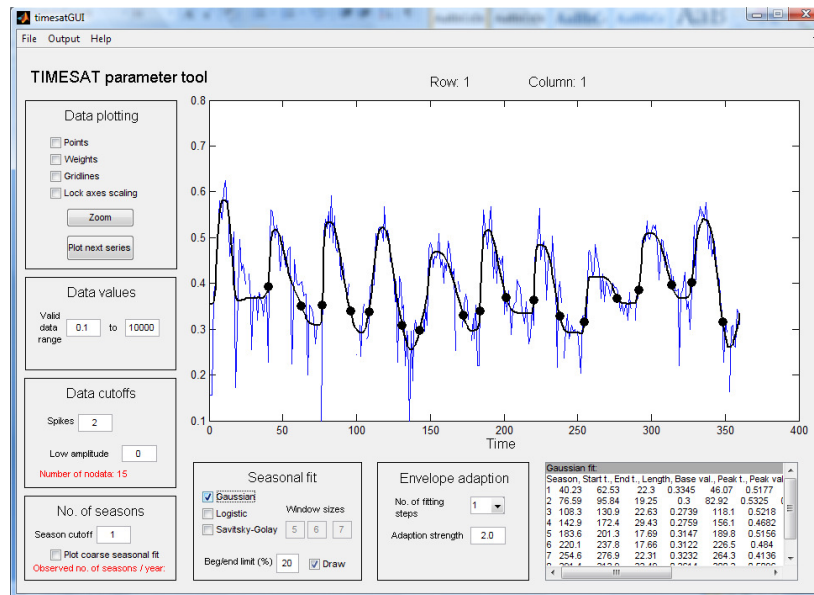 timesatGUI
File Output Help
TIMESAT parameter tool
Row: 1 Column: 1
Data plotting
Points
Weights
Gridlines
Lock axes scaling
Zoom
Plot next series
Data values
Valid data range 0.1 to 10000
Data cutoffs
Spikes 2
Low amplitude 0
Number of nodata: 15
No. of seasons
Season cutoff 1
Plot coarse seasonal fit
Observed no. of seasons / year:
0.8
0.7
0.6
0.5
0.4
0.3
0.2
0.1
0 50 100 150 200 250 300 350 400
Time
Seasonal fit
Gaussian
Logistic Window sizes
Savitsky-Golay 5 6 7
Beg/end limit (%) 20 Draw
Envelope adaption
No. of fitting steps 1
Adaption strength 2.0
Gaussian fit:
Season, Start t., End t., Length, Base val., Peak t., Peak val
1 40.23 62.53 22.3 0.3345 46.07 0.5177
2 76.59 95.84 19.25 0.3 82.92 0.5325
3 108.3 130.9 22.63 0.2739 118.1 0.5218
4 142.9 172.4 29.43 0.2759 156.1 0.4682
5 183.6 201.3 17.69 0.3147 189.8 0.5156
6 220.1 237.8 17.66 0.3122 226.5 0.484
7 254.6 276.9 22.31 0.3232 264.3 0.4136